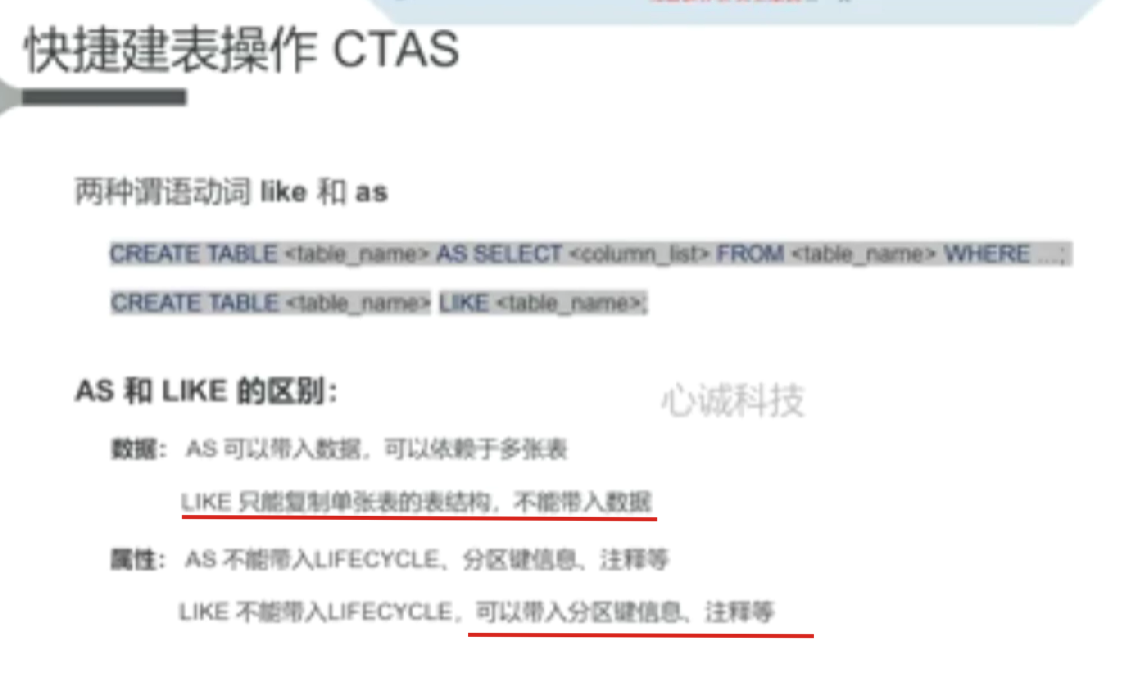 快捷建表操作 CTAS
两种谓语动词 like 和 as
CREATE TABLE <table_name> AS SELECT <column_list> FROM <table_name> WHERE ...;
CREATE TABLE <table_name> LIKE <table_name>;
AS 和 LIKE 的区别：
心诚科技
数据： AS 可以带入数据，可以依赖于多张表
LIKE 只能复制单张表的表结构，不能带入数据
属性： AS 不能带入LIFECYCLE、分区键信息、注释等
LIKE 不能带入LIFECYCLE，可以带入分区键信息、注释等